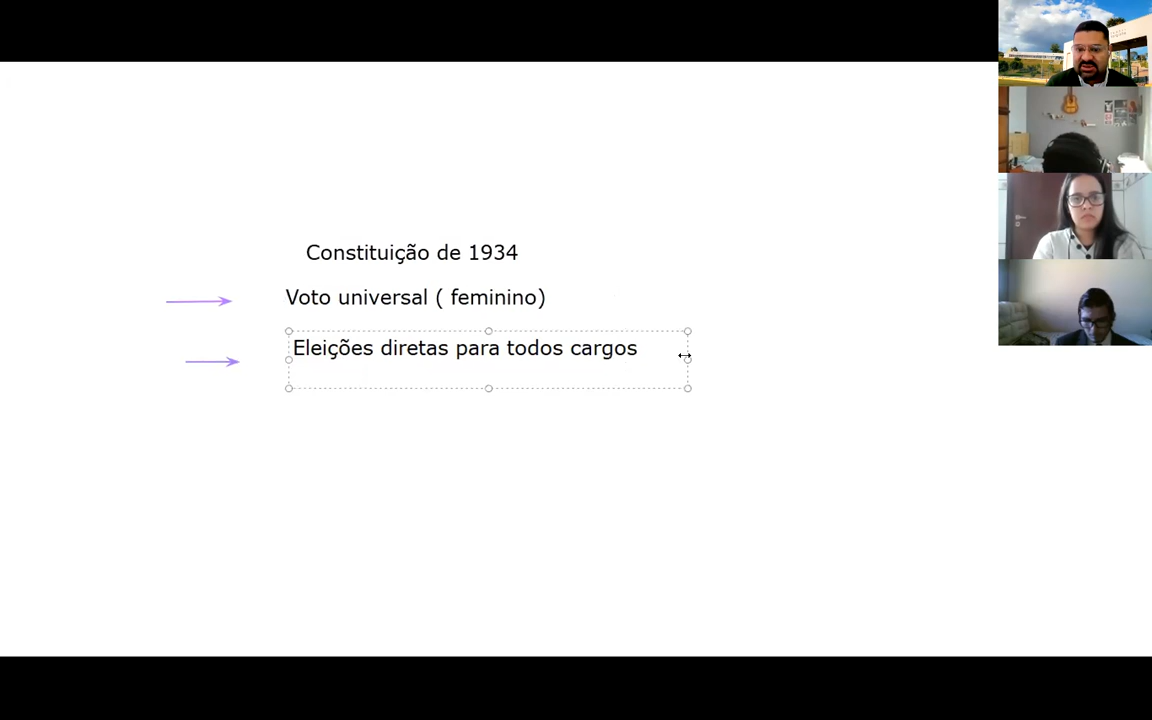 Constituição de 1934
Voto universal ( feminino)
Eleições diretas para todos cargos